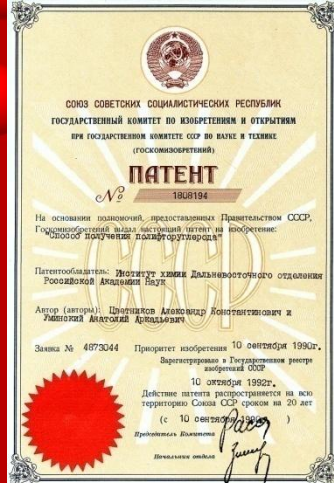 СОЮЗ СОВЕТСКИХ СОЦИАЛИСТИЧЕСКИХ РЕСПУБЛИК
ГОСУДАРСТВЕННЫЙ КОМИТЕТ ПО ИЗОБРЕТЕНИЯМ И ОТКРЫТИЯМ
ПРИ ГОСУДАРСТВЕННОМ КОМИТЕТЕ СССР ПО НАУКЕ И ТЕХНИКЕ
(ГОСКОМИЗОБРЕТЕНИЙ)
ПАТЕНТ
№ 1808194
На основании полномочий, предоставленных Правительством СССР,
Госкомизобретений выдал настоящий патент на изобретение:
"Способ получения полифторуглерода"
Патентообладатель: Институт химии Дальневосточного отделения
Российской Академии Наук
Автор (авторы): Цветников Александр Константинович и
Уминский Анатолий Аркадьевич
Заявка № 4873044 Приоритет изобретения 10 сентября 1990г.
Зарегистрировано в Государственном реестре
изобретений СССР
10 октября 1992г.
Действие патента распространяется на всю
территорию Союза ССР сроком на 20 лет
(с 10 сентября 1990г. )
Председатель Комитета
Начальник отдела
СССР